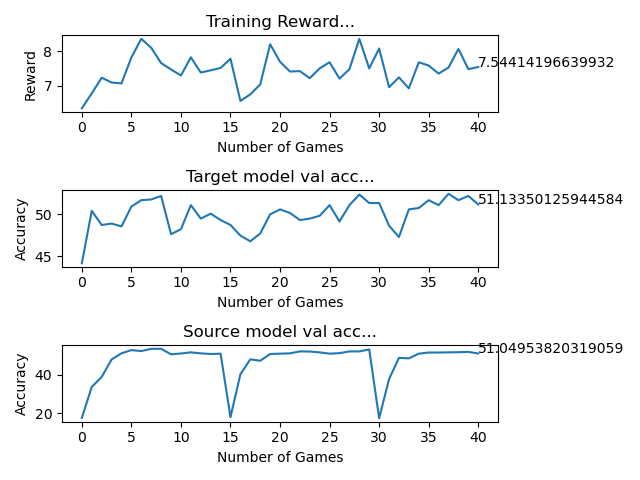 Training Reward...
8
7
Reward
7.54414196639932
0 5 10 15 20 25 30 35 40
Number of Games
Target model val acc...
50
45
Accuracy
51.13350125944584
0 5 10 15 20 25 30 35 40
Number of Games
Source model val acc...
40
20
Accuracy
51.04953820319059
0 5 10 15 20 25 30 35 40
Number of Games